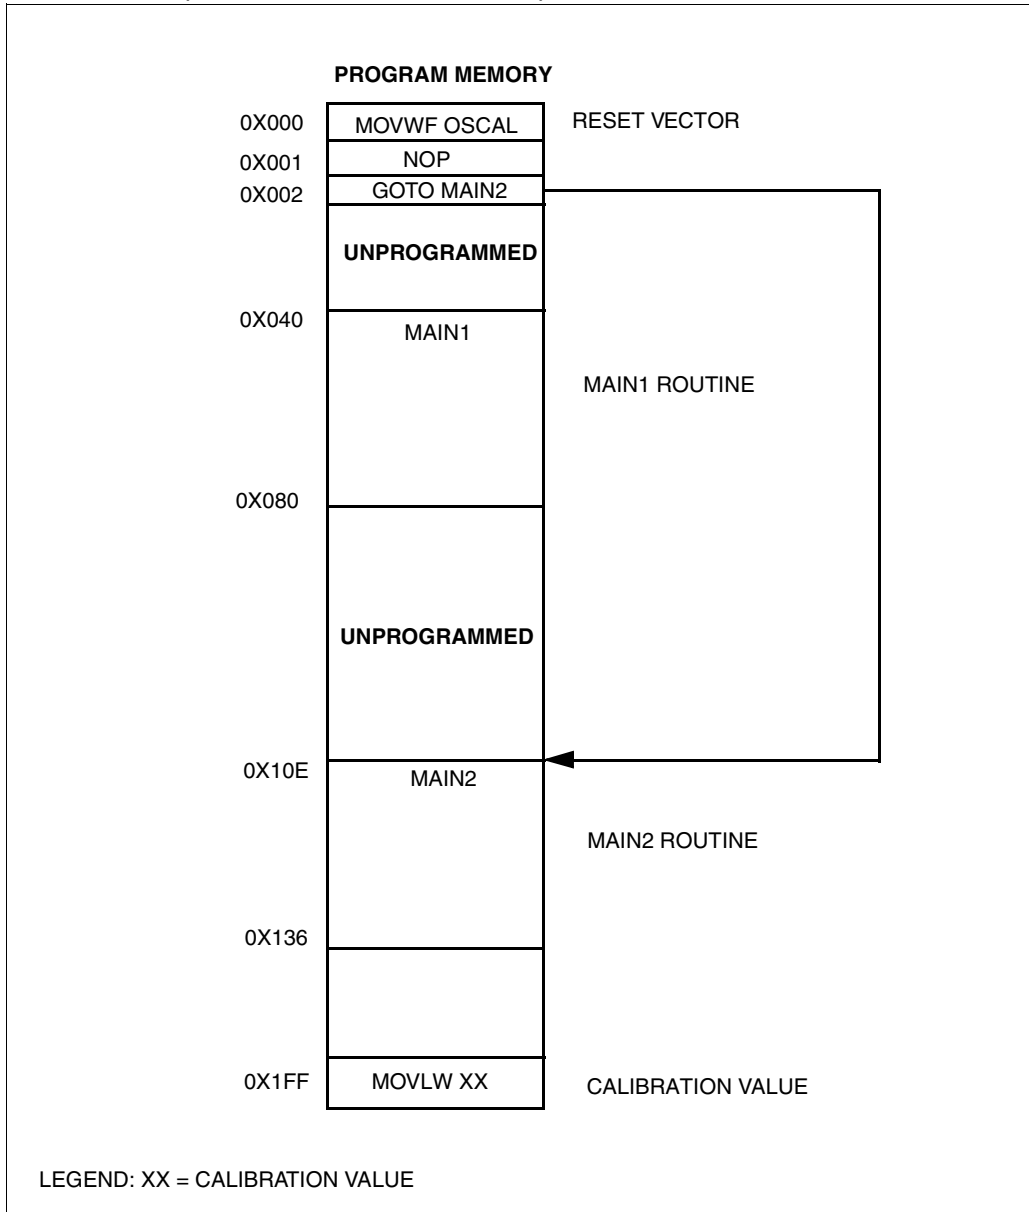 PROGRAM MEMORY
0X000 MOVWF OSCAL RESET VECTOR
0X001 NOP
0X002 GOTO MAIN2
UNPROGRAMMED
0X040 MAIN1
MAIN1 ROUTINE
0X080
UNPROGRAMMED
0X10E MAIN2
MAIN2 ROUTINE
0X136
0X1FF MOVLW XX CALIBRATION VALUE
LEGEND: XX = CALIBRATION VALUE